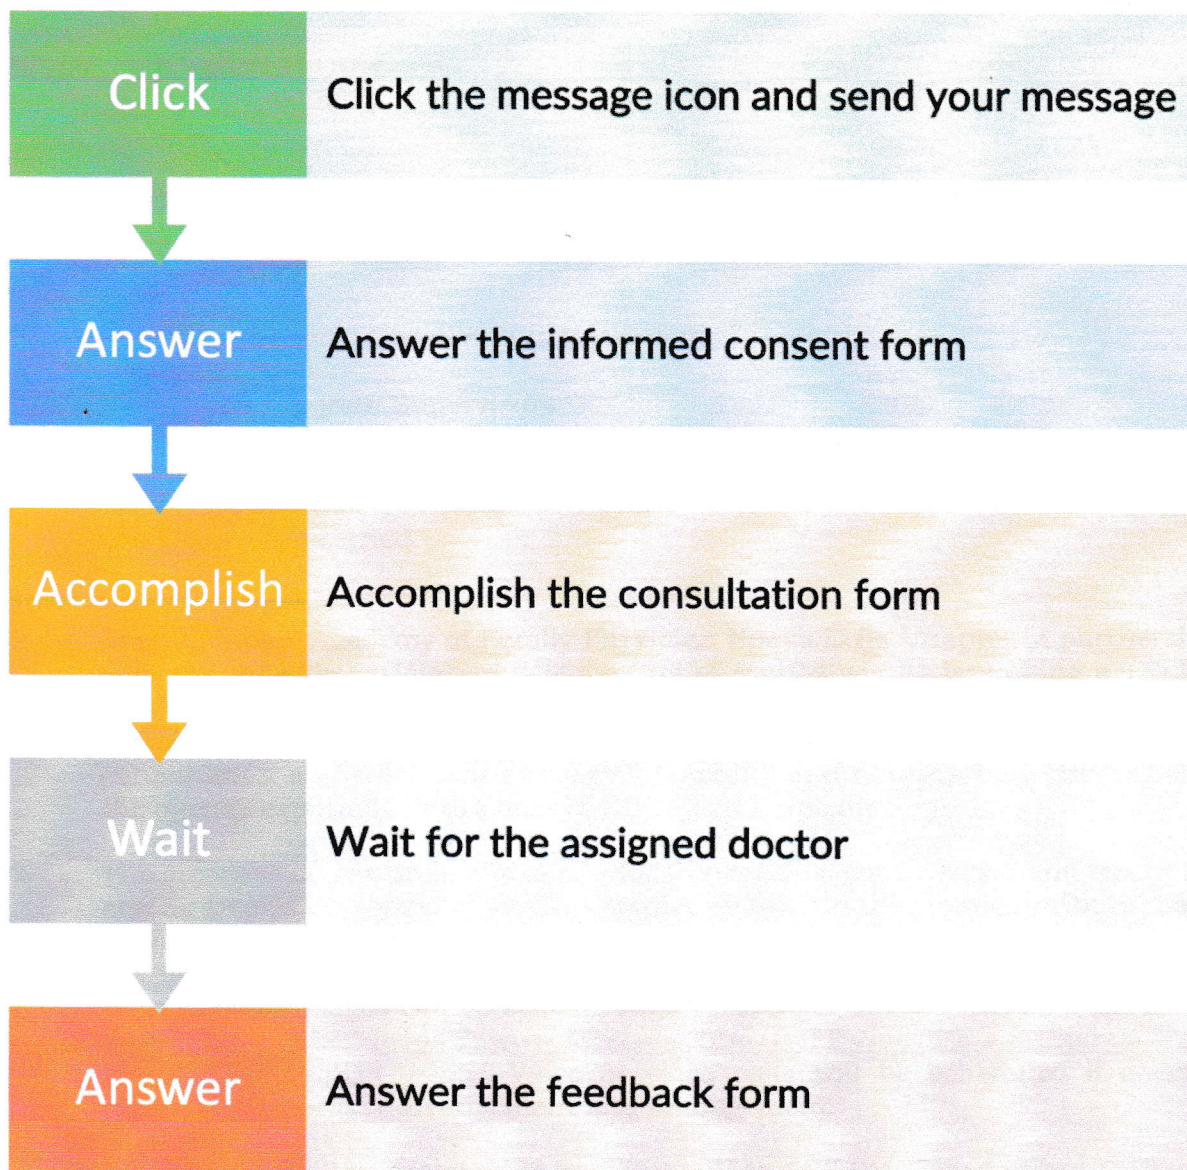 Click
Click the message icon and send your message
Answer
Answer the informed consent form
Accomplish
Accomplish the consultation form
Wait
Wait for the assigned doctor
Answer
Answer the feedback form